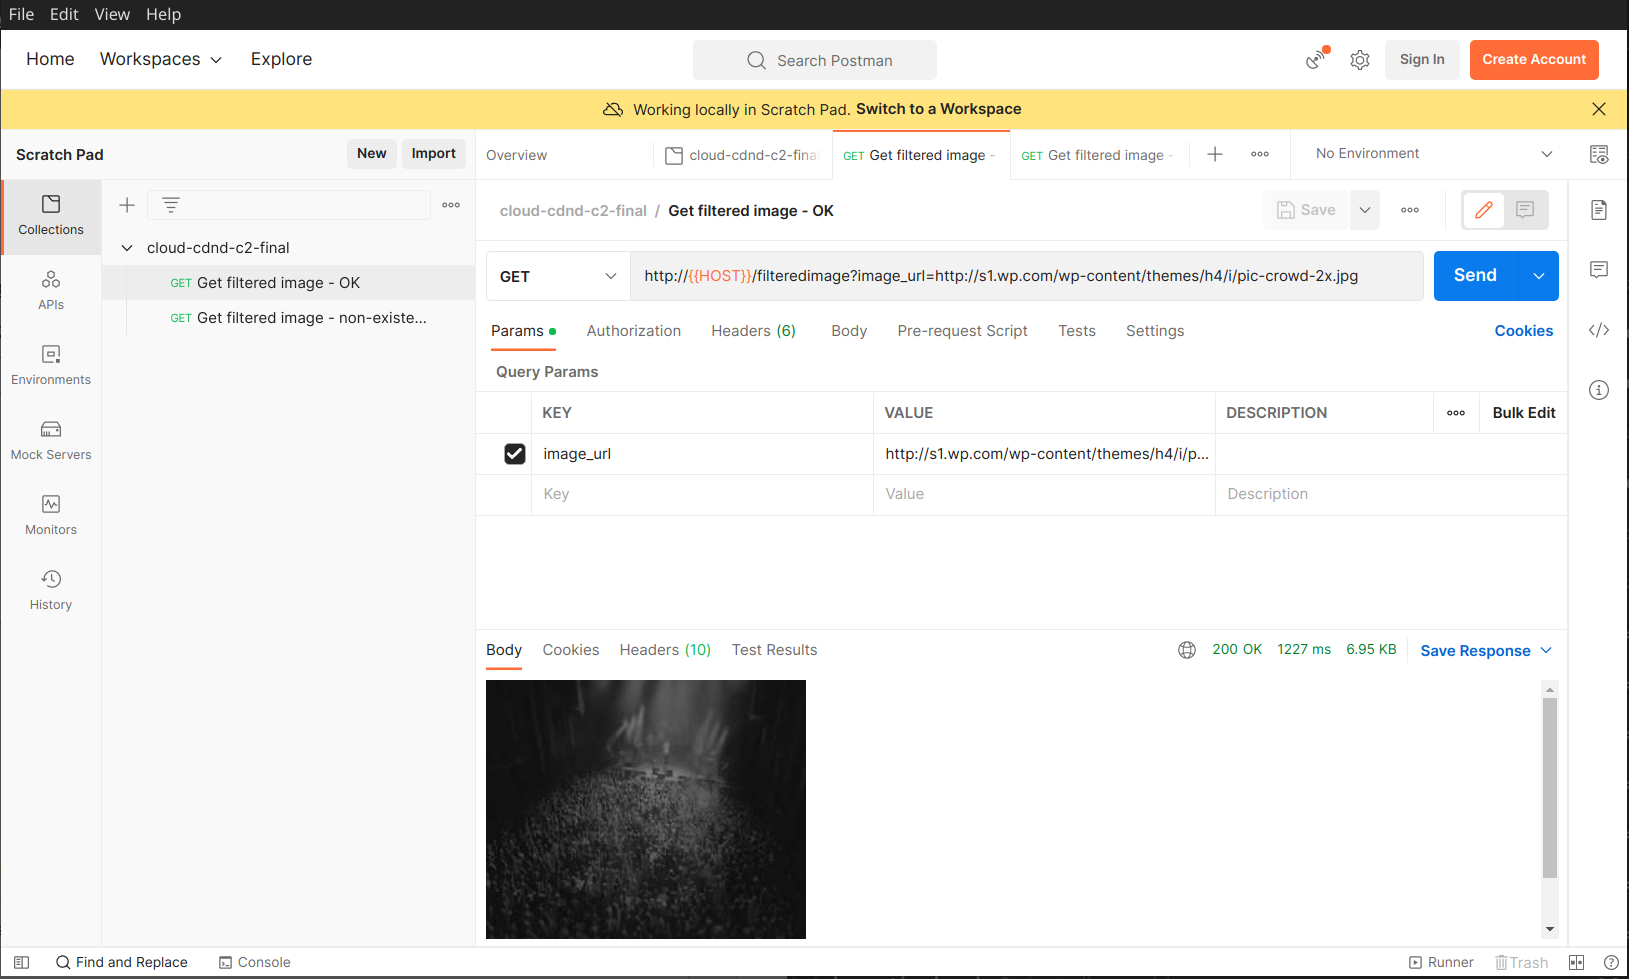 File Edit View Help
Home Workspaces Explore Search Postman Sign In Create Account
Working locally in Scratch Pad. Switch to a Workspace
Scratch Pad New Import Overview cloud-cdnd-c2-fina GET Get filtered image - GET Get filtered image - No Environment
Collections
APIs
Environments
Mock Servers
Monitors
History
cloud-cdnd-c2-final
GET Get filtered image - OK
GET Get filtered image - non-existe...
cloud-cdnd-c2-final / Get filtered image - OK Save
GET http://{{HOST}}/filteredimage?image_url=http://s1.wp.com/wp-content/themes/h4/i/pic-crowd-2x.jpg Send
Params Authorization Headers (6) Body Pre-request Script Tests Settings Cookies
Query Params
KEY VALUE DESCRIPTION Bulk Edit
image_url http://s1.wp.com/wp-content/themes/h4/i/p...
Key Value Description
Body Cookies Headers (10) Test Results 200 OK 1227 ms 6.95 KB Save Response
Find and Replace Console Runner Trash